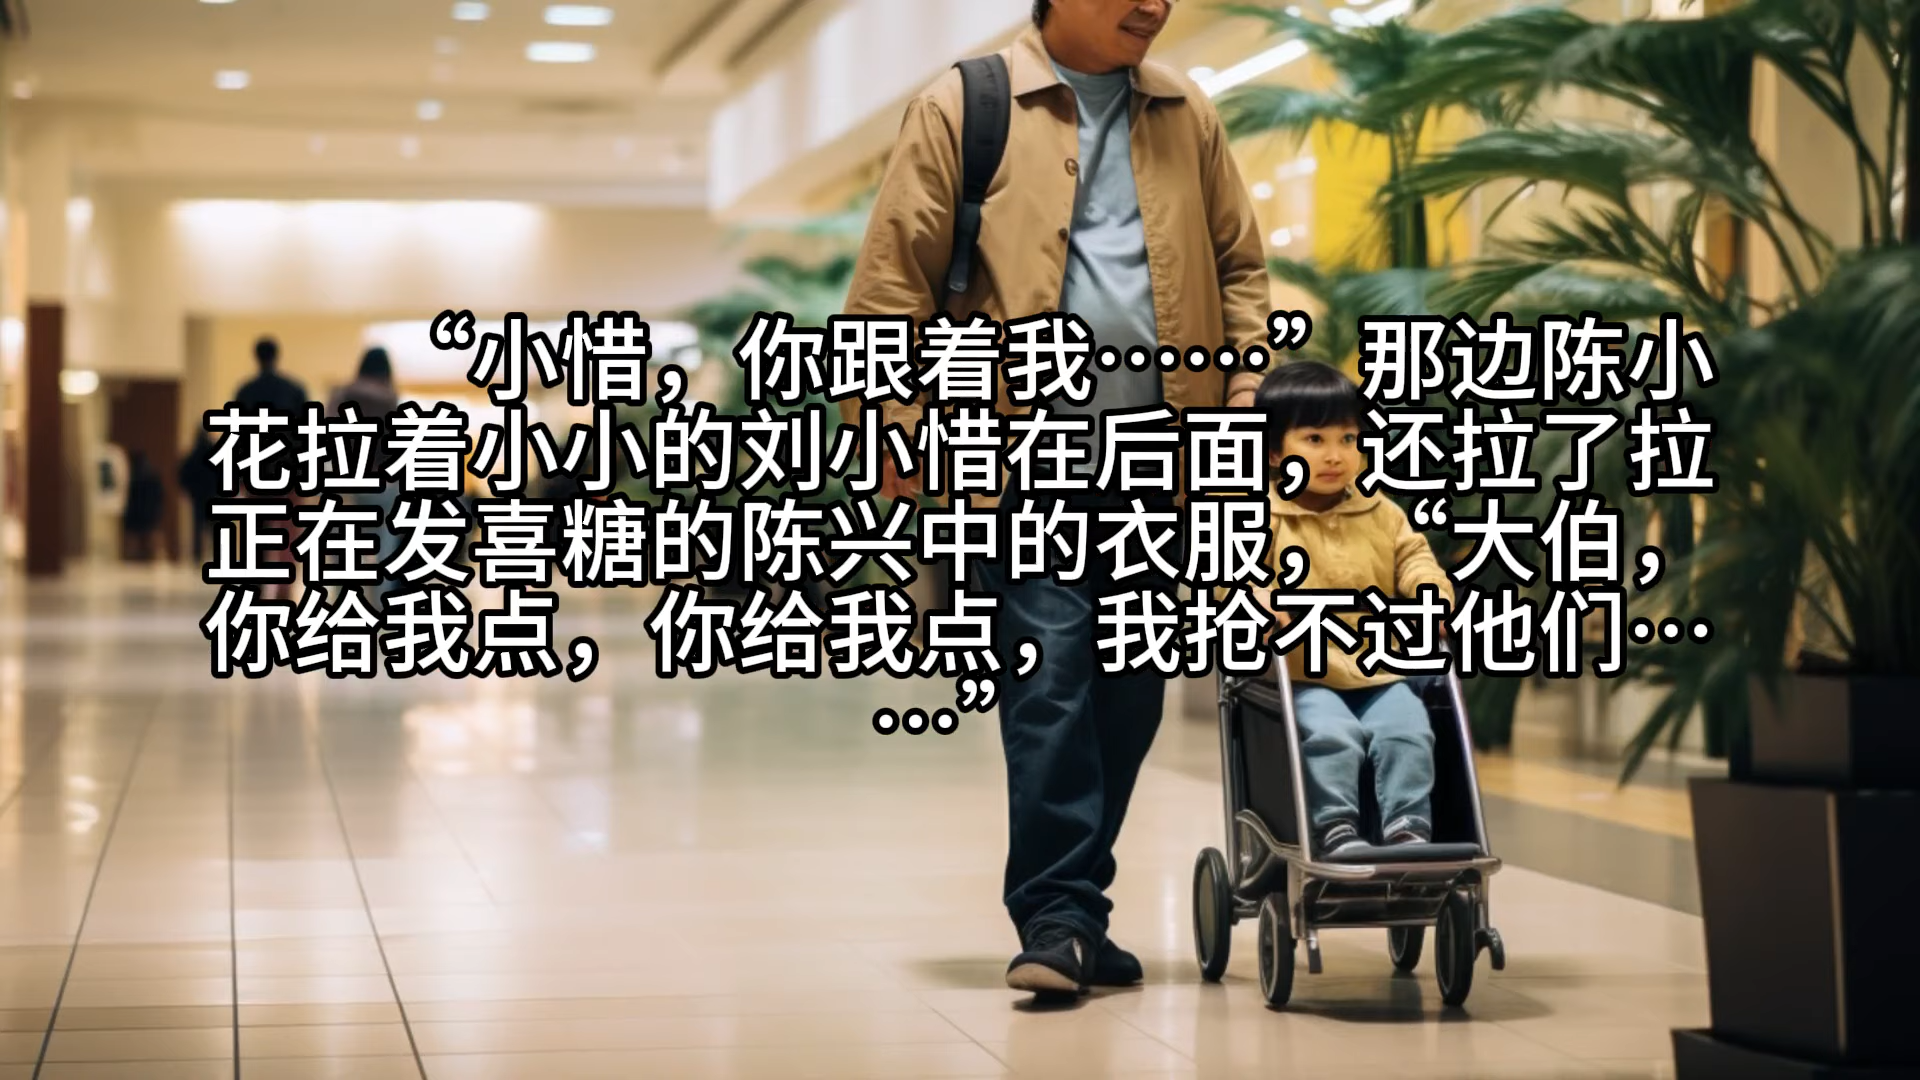 “小惜，你跟着我……”那边陈小
花拉着小小的刘小惜在后面，还拉了拉
正在发喜糖的陈兴中的衣服，“大伯，
你给我点，你给我点，我抢不过他们…
…”